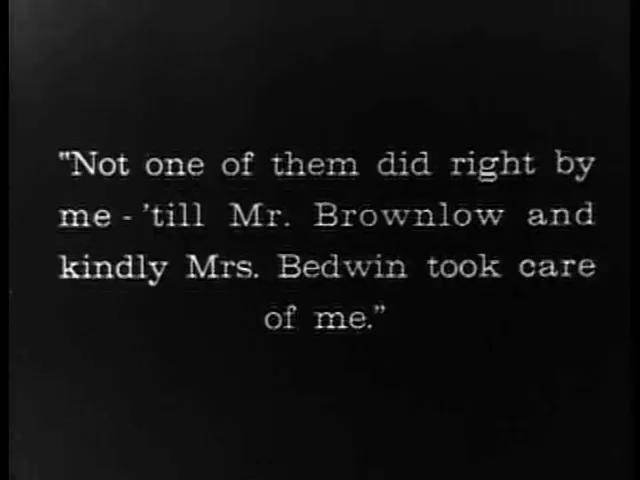 "Not one of them did right by
me - 'till Mr. Brownlow and
kindly Mrs. Bedwin took care
of me."